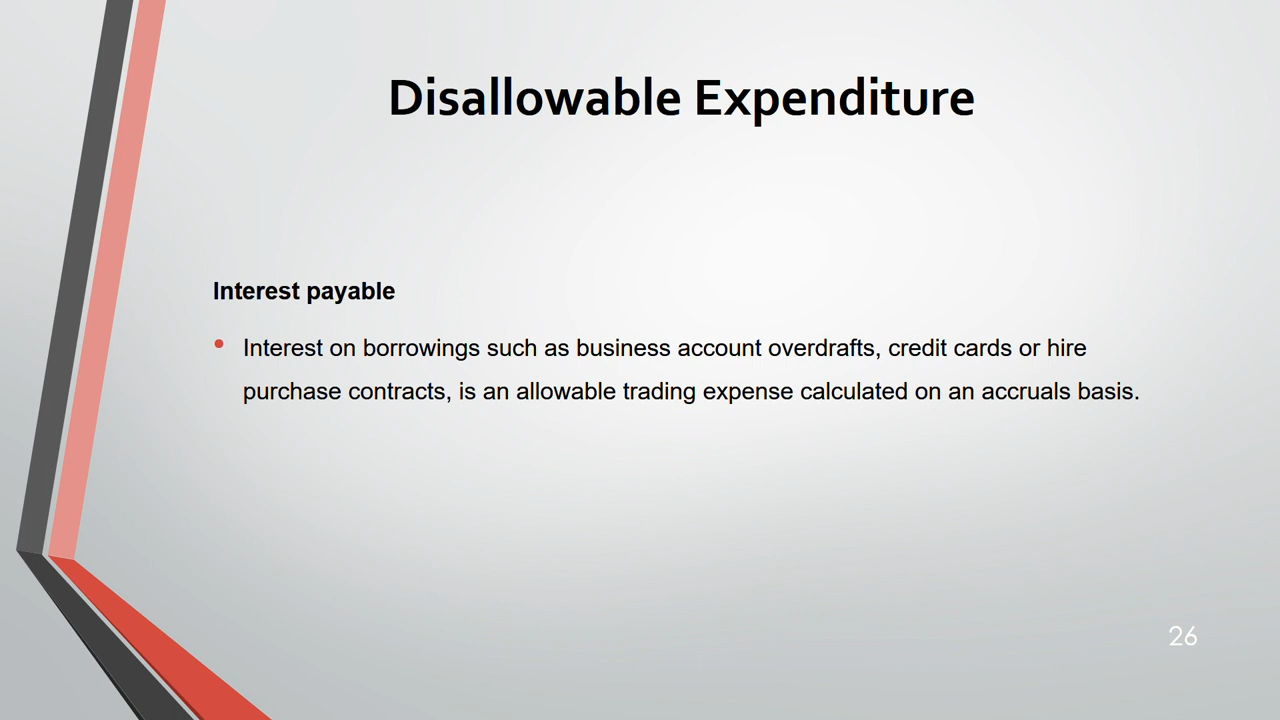 Disallowable Expenditure
Interest payable
• Interest on borrowings such as business account overdrafts, credit cards or hire
purchase contracts, is an allowable trading expense calculated on an accruals basis.
26